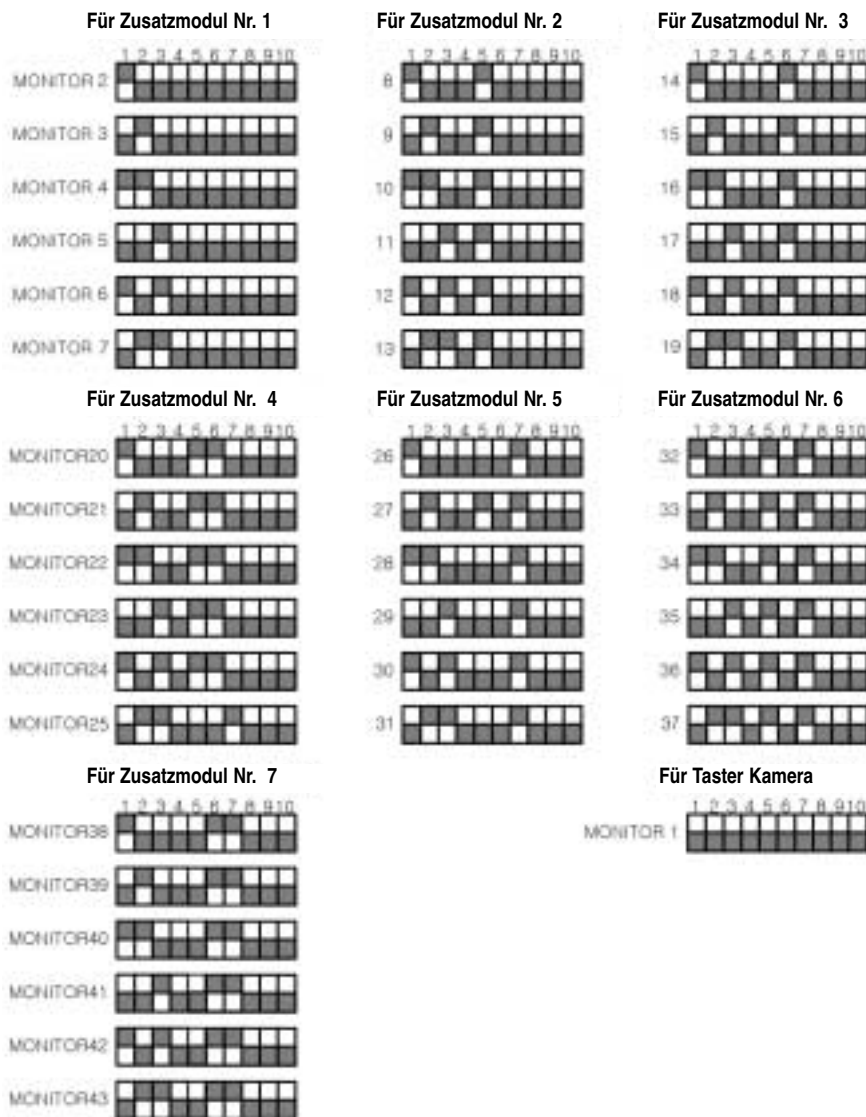 Für Zusatzmodul Nr. 1
1 2 3 4 5 6 7 8 9 10
MONITOR 2
MONITOR 3
MONITOR 4
MONITOR 5
MONITOR 6
MONITOR 7
Für Zusatzmodul Nr. 2
1 2 3 4 5 6 7 8 9 10
8
9
10
11
12
13
Für Zusatzmodul Nr. 3
1 2 3 4 5 6 7 8 9 10
14
15
16
17
18
19
Für Zusatzmodul Nr. 4
1 2 3 4 5 6 7 8 9 10
MONITOR20
MONITOR21
MONITOR22
MONITOR23
MONITOR24
MONITOR25
Für Zusatzmodul Nr. 5
1 2 3 4 5 6 7 8 9 10
26
27
28
29
30
31
Für Zusatzmodul Nr. 6
1 2 3 4 5 6 7 8 9 10
32
33
34
35
36
37
Für Zusatzmodul Nr. 7
1 2 3 4 5 6 7 8 9 10
MONITOR38
MONITOR39
MONITOR40
MONITOR41
MONITOR42
MONITOR43
Für Taster Kamera
1 2 3 4 5 6 7 8 9 10
MONITOR 1